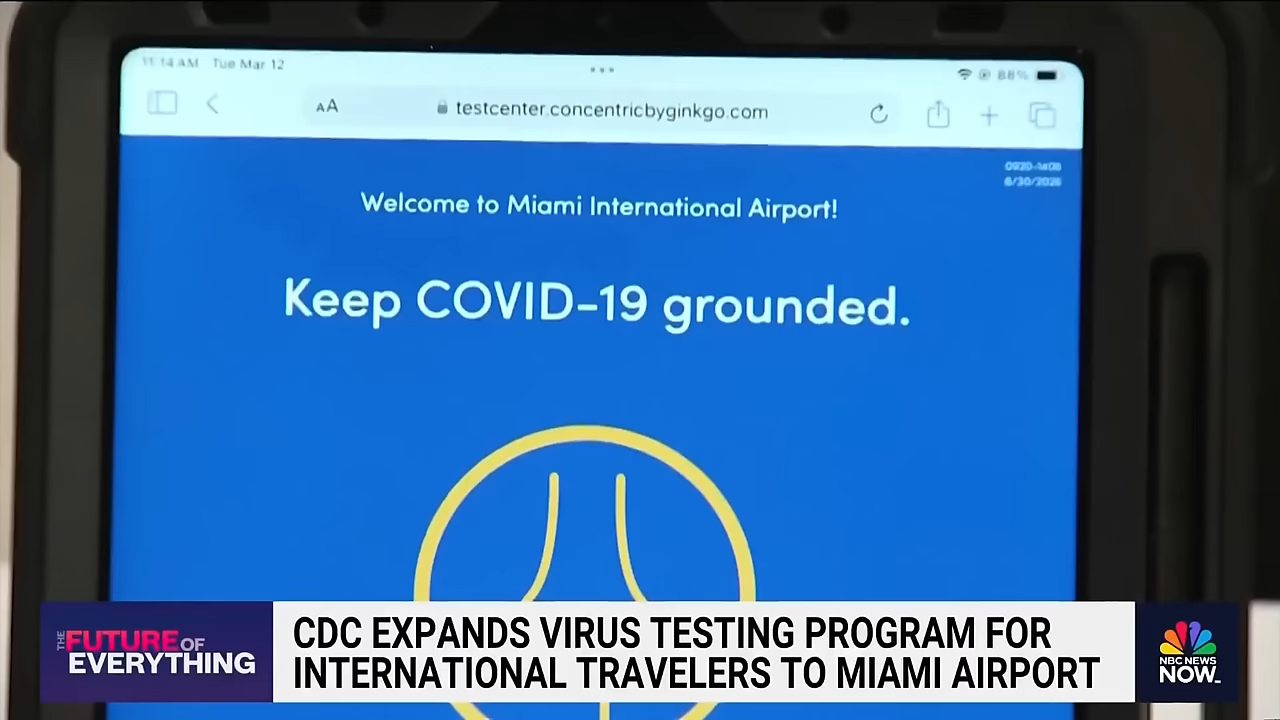 11:14 AM Tue Mar 12
88%
AA
testcenter.concentricbyginkgo.com
6/30/2026
Welcome to Miami International Airport!
Keep COVID-19 grounded.
THE FUTURE OF
EVERYTHING
CDC EXPANDS VIRUS TESTING PROGRAM FOR
INTERNATIONAL TRAVELERS TO MIAMI AIRPORT
NBC NEWS
NOW